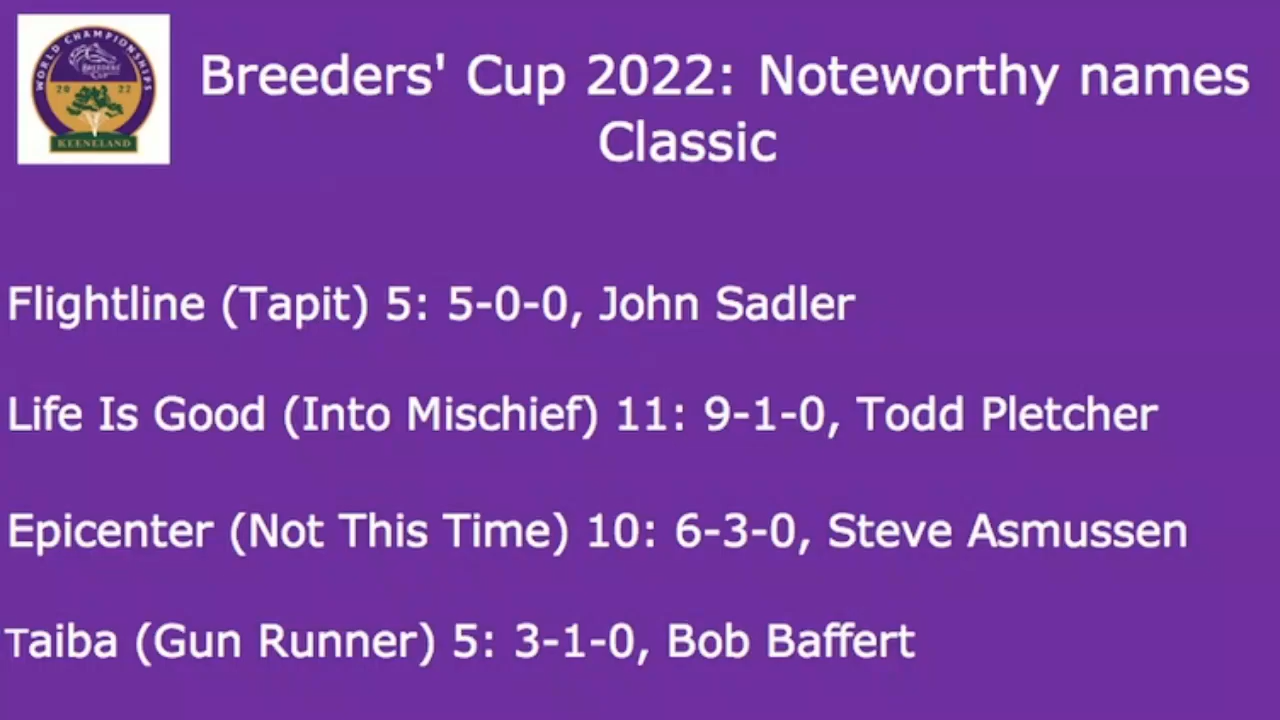 WORLD CHAMPIONSHIPS
BREEDERS'
CUP
20 22
KEENELAND
Breeders' Cup 2022: Noteworthy names
Classic
Flightline (Tapit) 5: 5-0-0, John Sadler
Life Is Good (Into Mischief) 11: 9-1-0, Todd Pletcher
Epicenter (Not This Time) 10: 6-3-0, Steve Asmussen
Taiba (Gun Runner) 5: 3-1-0, Bob Baffert